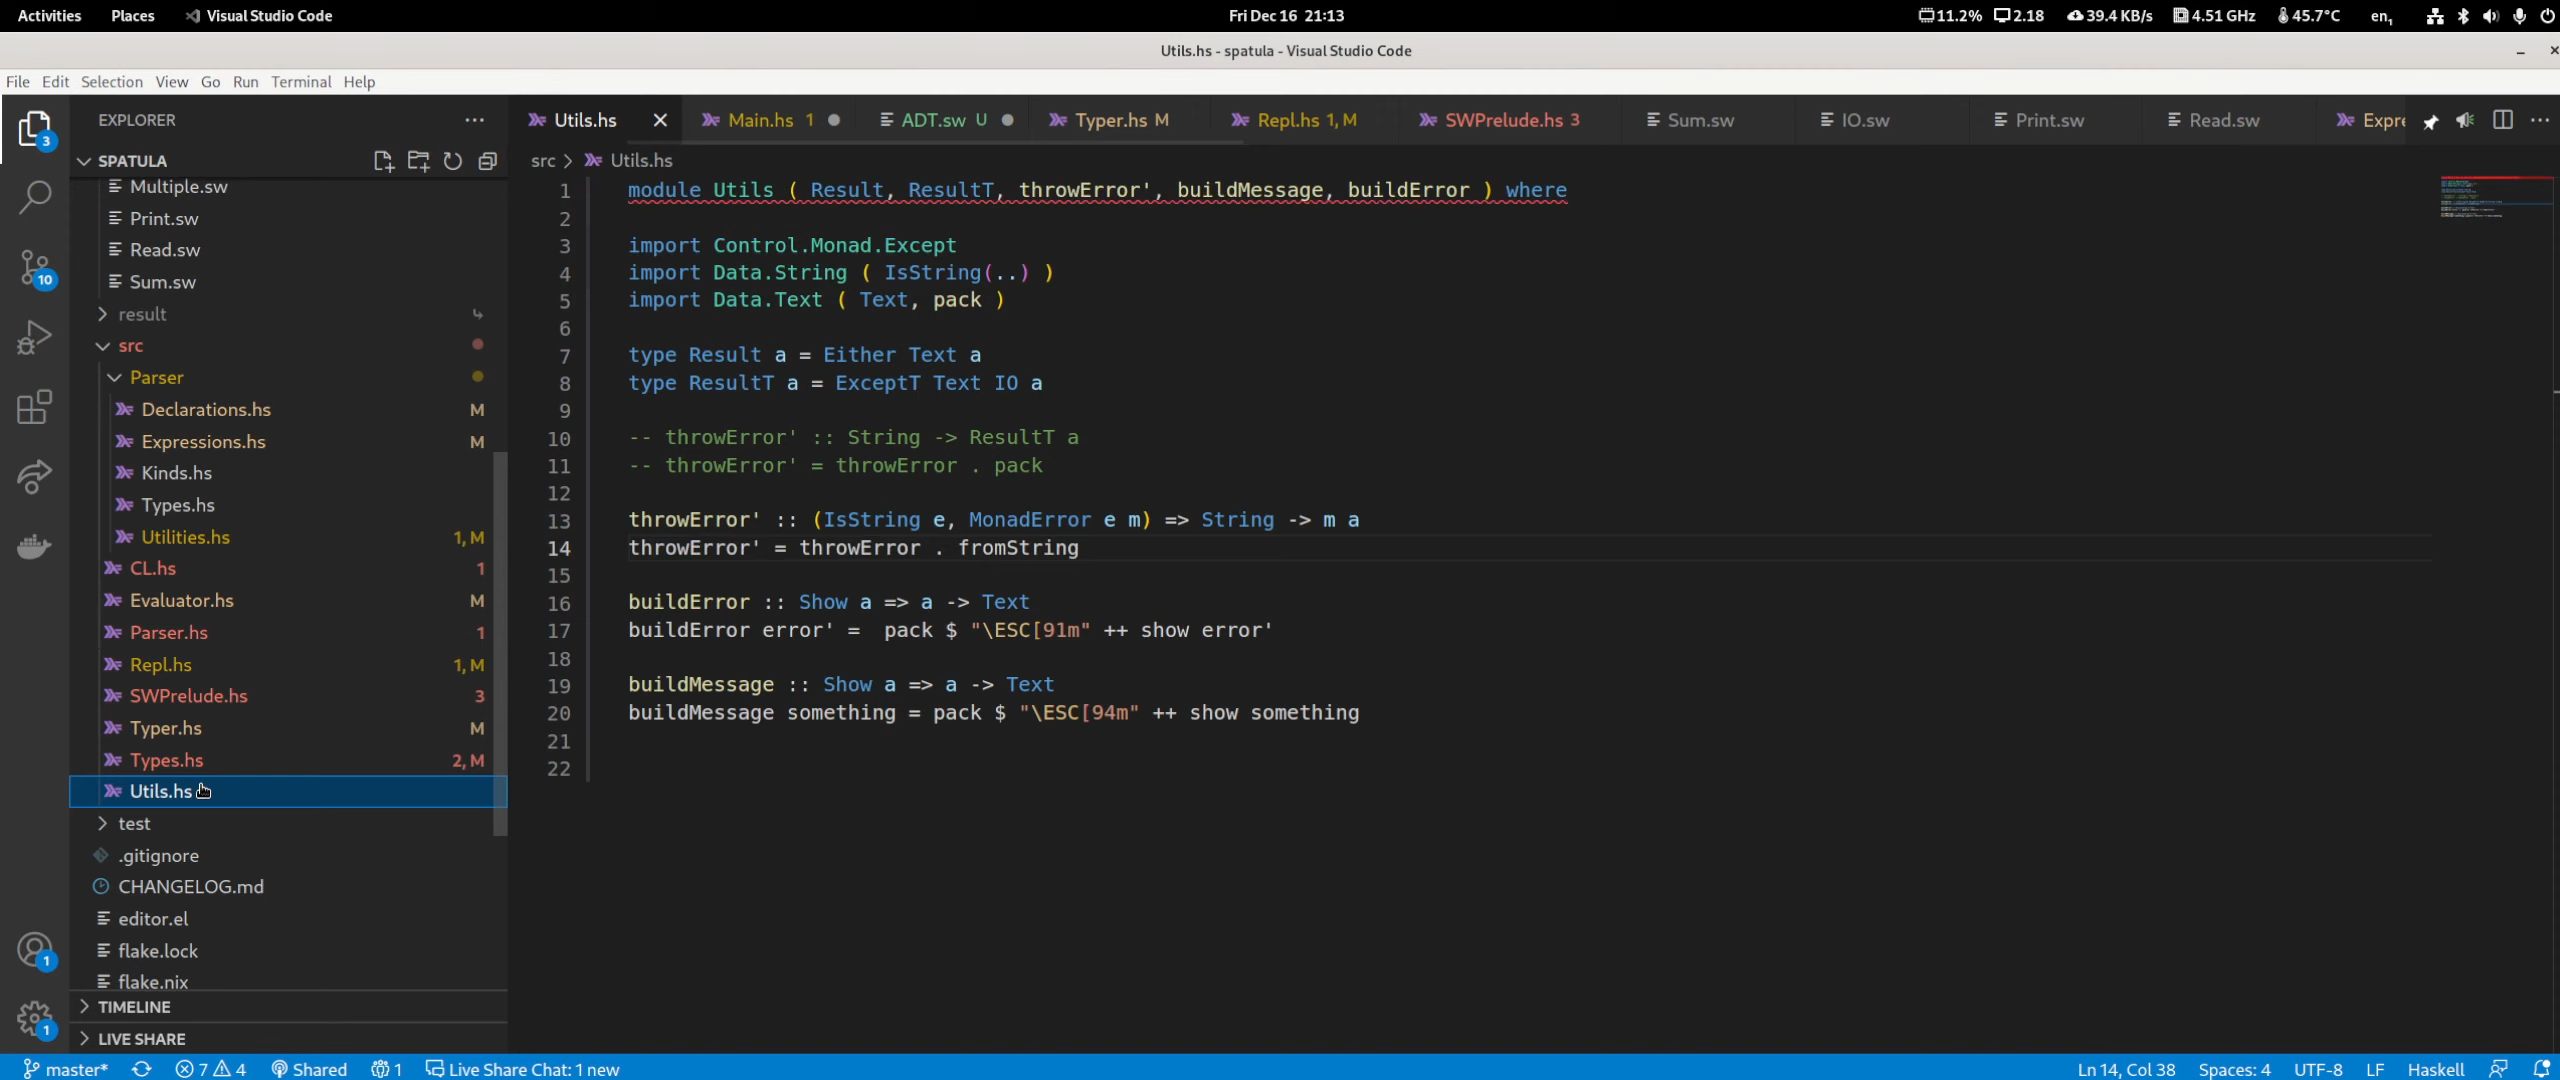 Activities Places Visual Studio Code Fri Dec 16 21:13 11.2% 2.18 39.4 KB/s 4.51 GHz 45.7°C en₁
Utils.hs - spatula - Visual Studio Code
File Edit Selection View Go Run Terminal Help
EXPLORER
Utils.hs Main.hs 1 ADT.sw U Typer.hs M Repl.hs 1, M SWPrelude.hs 3 Sum.sw IO.sw Print.sw Read.sw Expre
3
SPATULA
src > Utils.hs
Multiple.sw
Print.sw
Read.sw
Sum.sw
10
result
src
Parser
Declarations.hs M
Expressions.hs M
Kinds.hs
Types.hs
Utilities.hs 1, M
CL.hs 1
Evaluator.hs M
Parser.hs 1
Repl.hs 1, M
SWPrelude.hs 3
Typer.hs M
Types.hs 2, M
Utils.hs
test
.gitignore
CHANGELOG.md
editor.el
flake.lock
flake.nix
1
TIMELINE
1
LIVE SHARE
1 module Utils ( Result, ResultT, throwError', buildMessage, buildError ) where
2
3 import Control.Monad.Except
4 import Data.String ( IsString(..) )
5 import Data.Text ( Text, pack )
6
7 type Result a = Either Text a
8 type ResultT a = ExceptT Text IO a
9
10 -- throwError' :: String -> ResultT a
11 -- throwError' = throwError . pack
12
13 throwError' :: (IsString e, MonadError e m) => String -> m a
14 throwError' = throwError . fromString
15
16 buildError :: Show a => a -> Text
17 buildError error' =  pack $ "\ESC[91m" ++ show error'
18
19 buildMessage :: Show a => a -> Text
20 buildMessage something = pack $ "\ESC[94m" ++ show something
21
22
master* 7 4 Shared 1 Live Share Chat: 1 new Ln 14, Col 38 Spaces: 4 UTF-8 LF Haskell